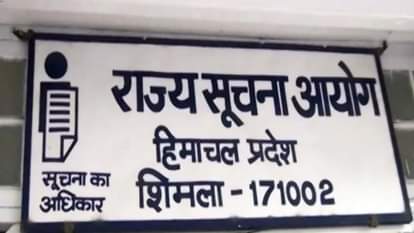 राज्य सूचना आयोग
हिमाचल प्रदेश
शिमला - 171002
सूचना का
अधिकार